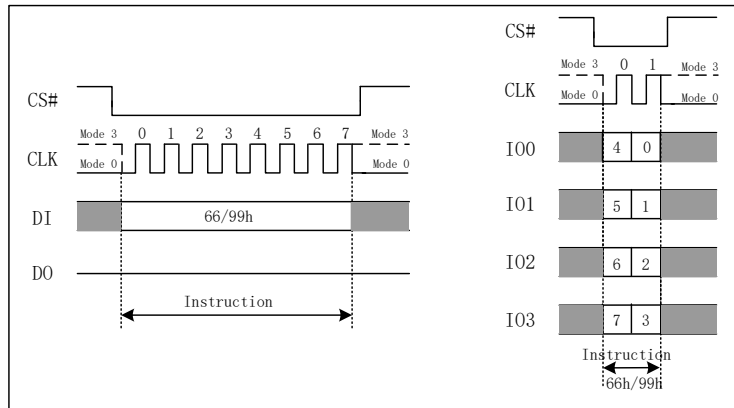 CS#
Mode 3 0 1 2 3 4 5 6 7 Mode 3
CLK
Mode 0 Mode 0
DI 66/99h
DO
Instruction
CS#
Mode 3 0 1 Mode 3
CLK
Mode 0 Mode 0
IO0 4 0
IO1 5 1
IO2 6 2
IO3 7 3
Instruction
66h/99h